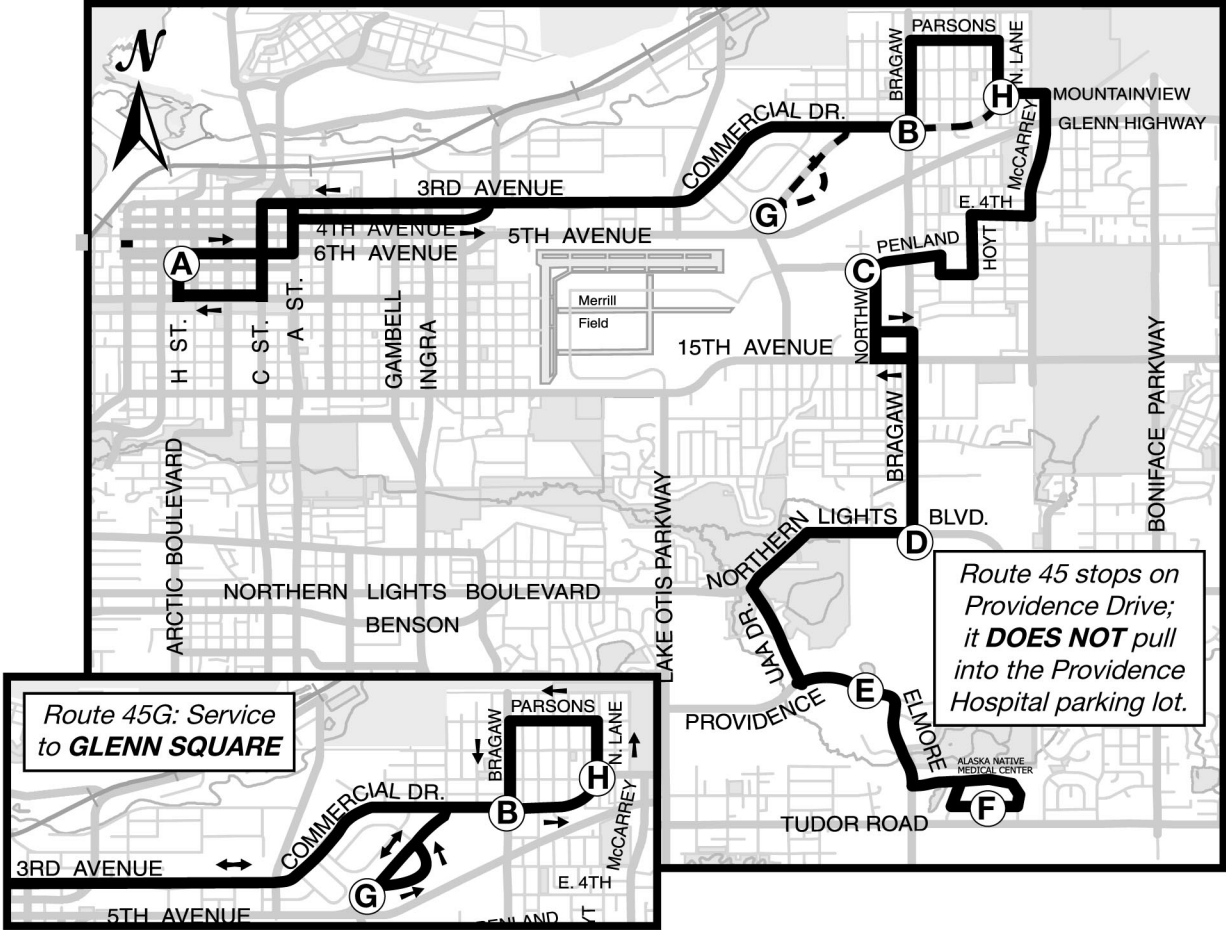 N
PARSONS
BRAGAW
N. LANE
H
MOUNTAINVIEW
GLENN HIGHWAY
COMMERCIAL DR.
B
McCARREY
3RD AVENUE
G
E. 4TH
4TH AVENUE
5TH AVENUE
6TH AVENUE
A
PENLAND
HOYT
C
Merrill
Field
NORTHW
H ST.
C ST.
A ST.
GAMBELL
INGRA
15TH AVENUE
BRAGAW
BONIFACE PARKWAY
ARCTIC BOULEVARD
LAKE OTIS PARKWAY
NORTHERN LIGHTS BLVD.
D
NORTHERN LIGHTS BOULEVARD
BENSON
UAA DR.
Route 45 stops on
Providence Drive;
it DOES NOT pull
into the Providence
Hospital parking lot.
E
PROVIDENCE
ELMORE
ALASKA NATIVE
MEDICAL CENTER
F
TUDOR ROAD
Route 45G: Service
to GLENN SQUARE
PARSONS
BRAGAW
N. LANE
H
COMMERCIAL DR.
B
McCARREY
3RD AVENUE
G
E. 4TH
5TH AVENUE